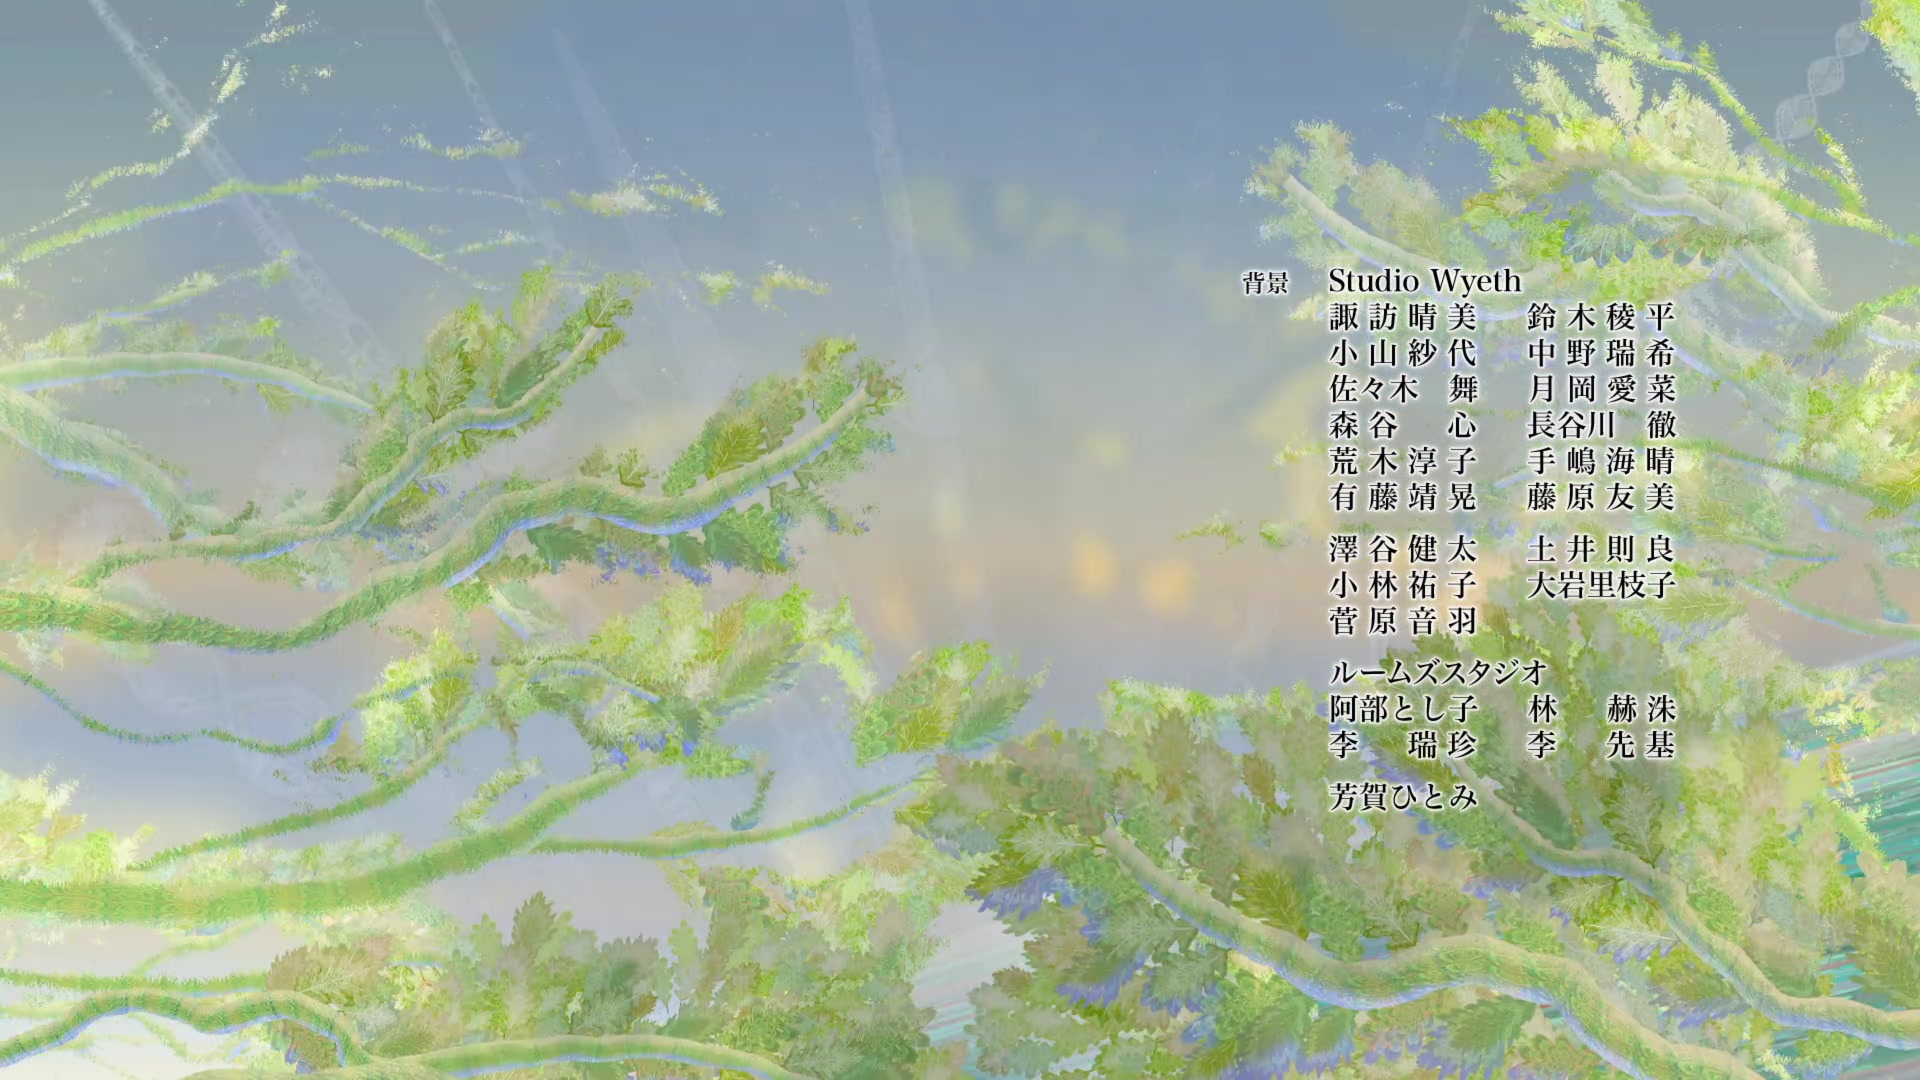 背景 Studio Wyeth
諏訪晴美 鈴木稜平
小山紗代 中野瑞希
佐々木 舞 月岡愛菜
森谷 心 長谷川 徹
荒木淳子 手嶋海晴
有藤靖晃 藤原友美
澤谷健太 土井則良
小林祐子 大岩里枝子
菅原音羽
ルームズスタジオ
阿部とし子 林 赫洙
李 瑞珍 李 先基
芳賀ひとみ